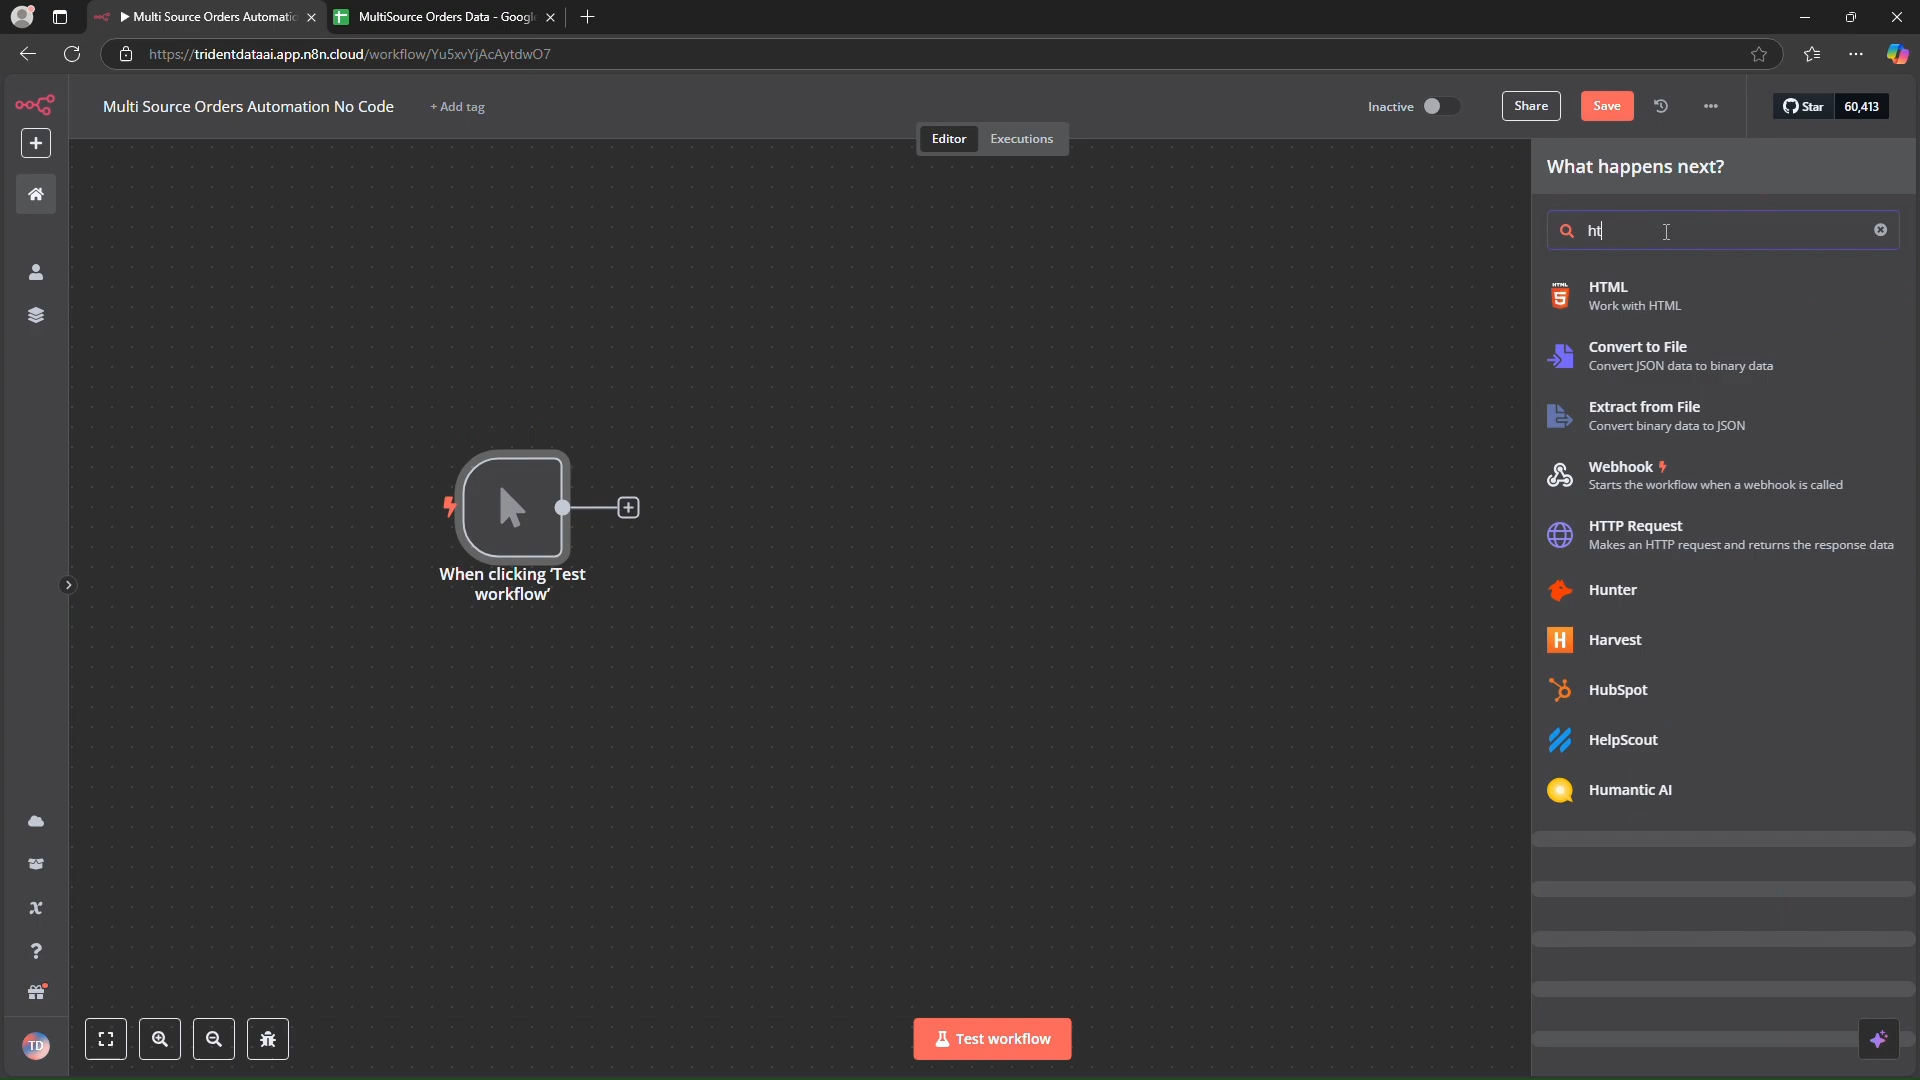 Multi Source Orders Automatic
MultiSource Orders Data - Google
https://tridentdataai.app.n8n.cloud/workflow/Yu5xvYjAcAytdwO7
Multi Source Orders Automation No Code
+ Add tag
Inactive
Share
Save
Star
60,413
Editor
Executions
What happens next?
ht
HTML
Work with HTML
Convert to File
Convert JSON data to binary data
Extract from File
Convert binary data to JSON
Webhook
Starts the workflow when a webhook is called
HTTP Request
Makes an HTTP request and returns the response data
Hunter
Harvest
HubSpot
HelpScout
Humantic AI
When clicking ‘Test
workflow’
Test workflow
TD